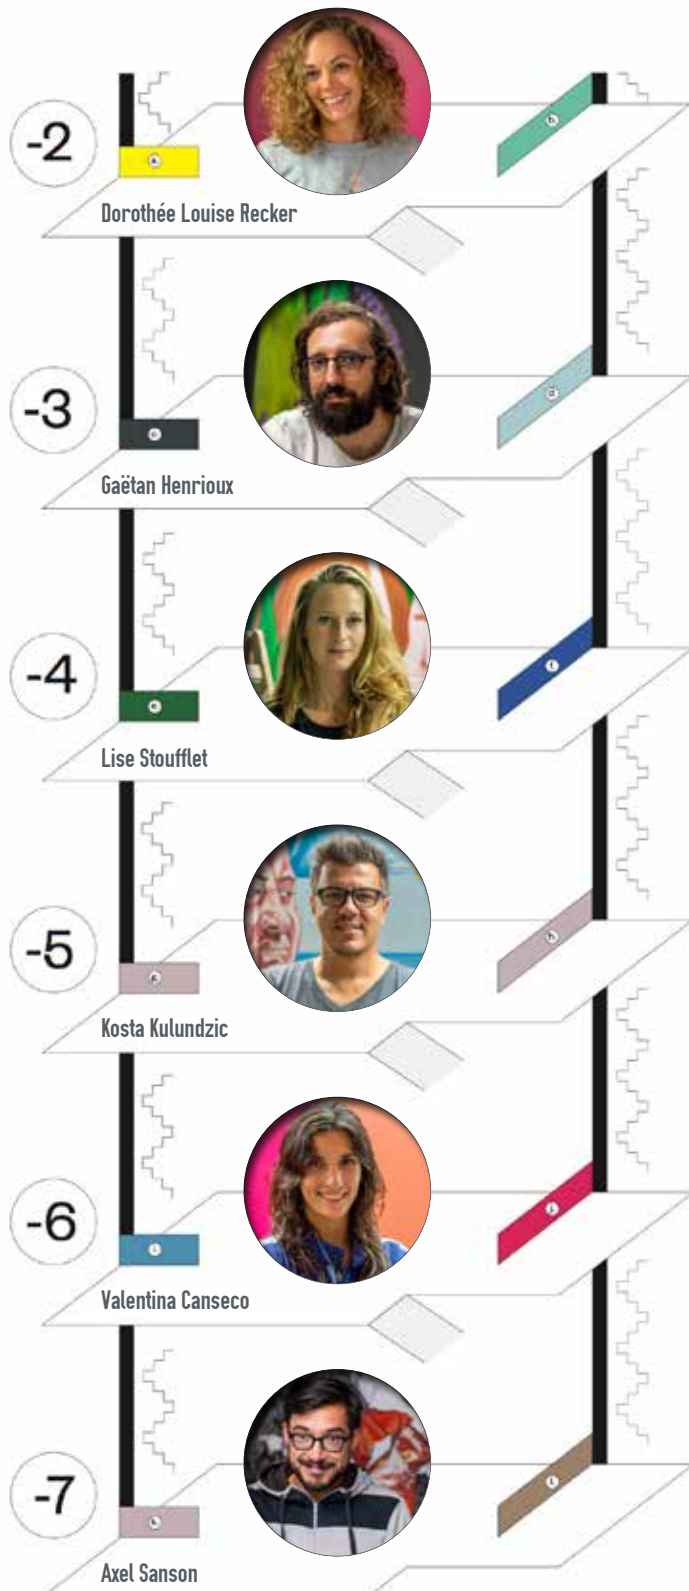 -2
a.
b.
Dorothée Louise Recker
-3
c.
d.
Gaëtan Henrioux
-4
e.
f.
Lise Stoufflet
-5
g.
h.
Kosta Kulundzic
-6
i.
j.
Valentina Canseco
-7
k.
l.
Axel Sanson